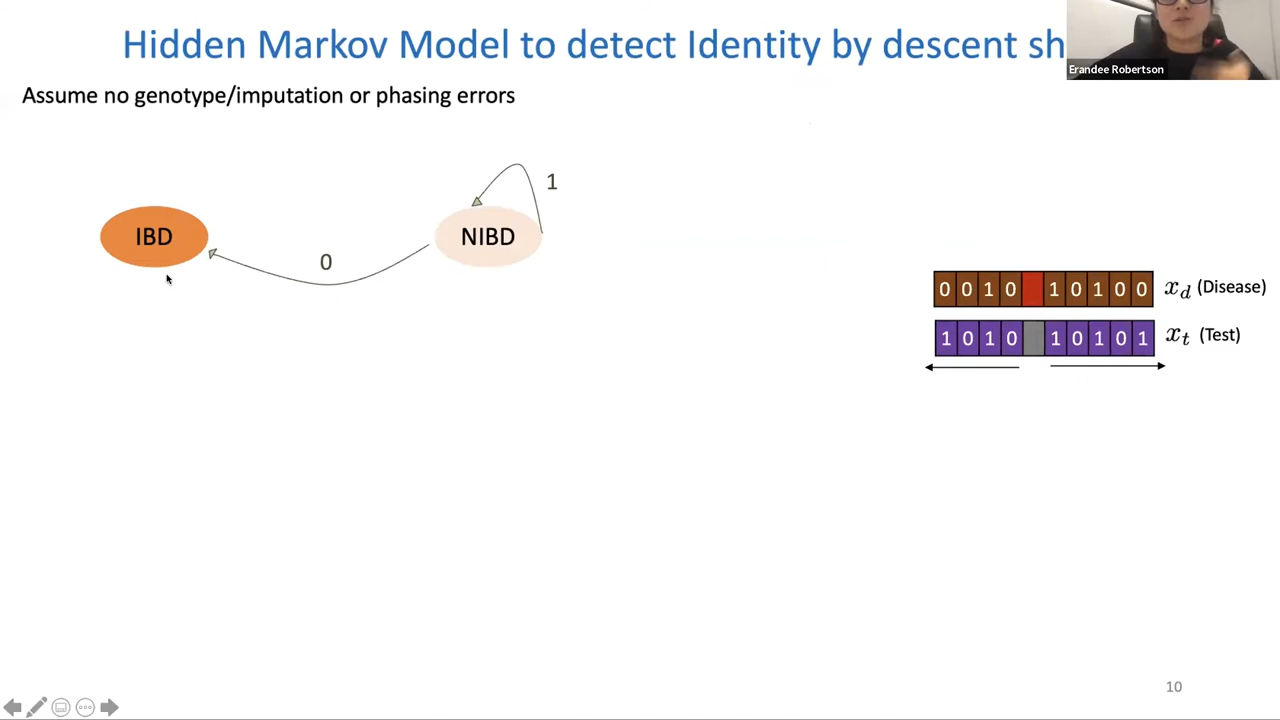 Hidden Markov Model to detect Identity by descent sh
Erandee Robertson
Assume no genotype/imputation or phasing errors
1
IBD
NIBD
0
0 0 1 0 1 0 1 0 0 x_d (Disease)
1 0 1 0 1 0 1 0 1 x_t (Test)
10